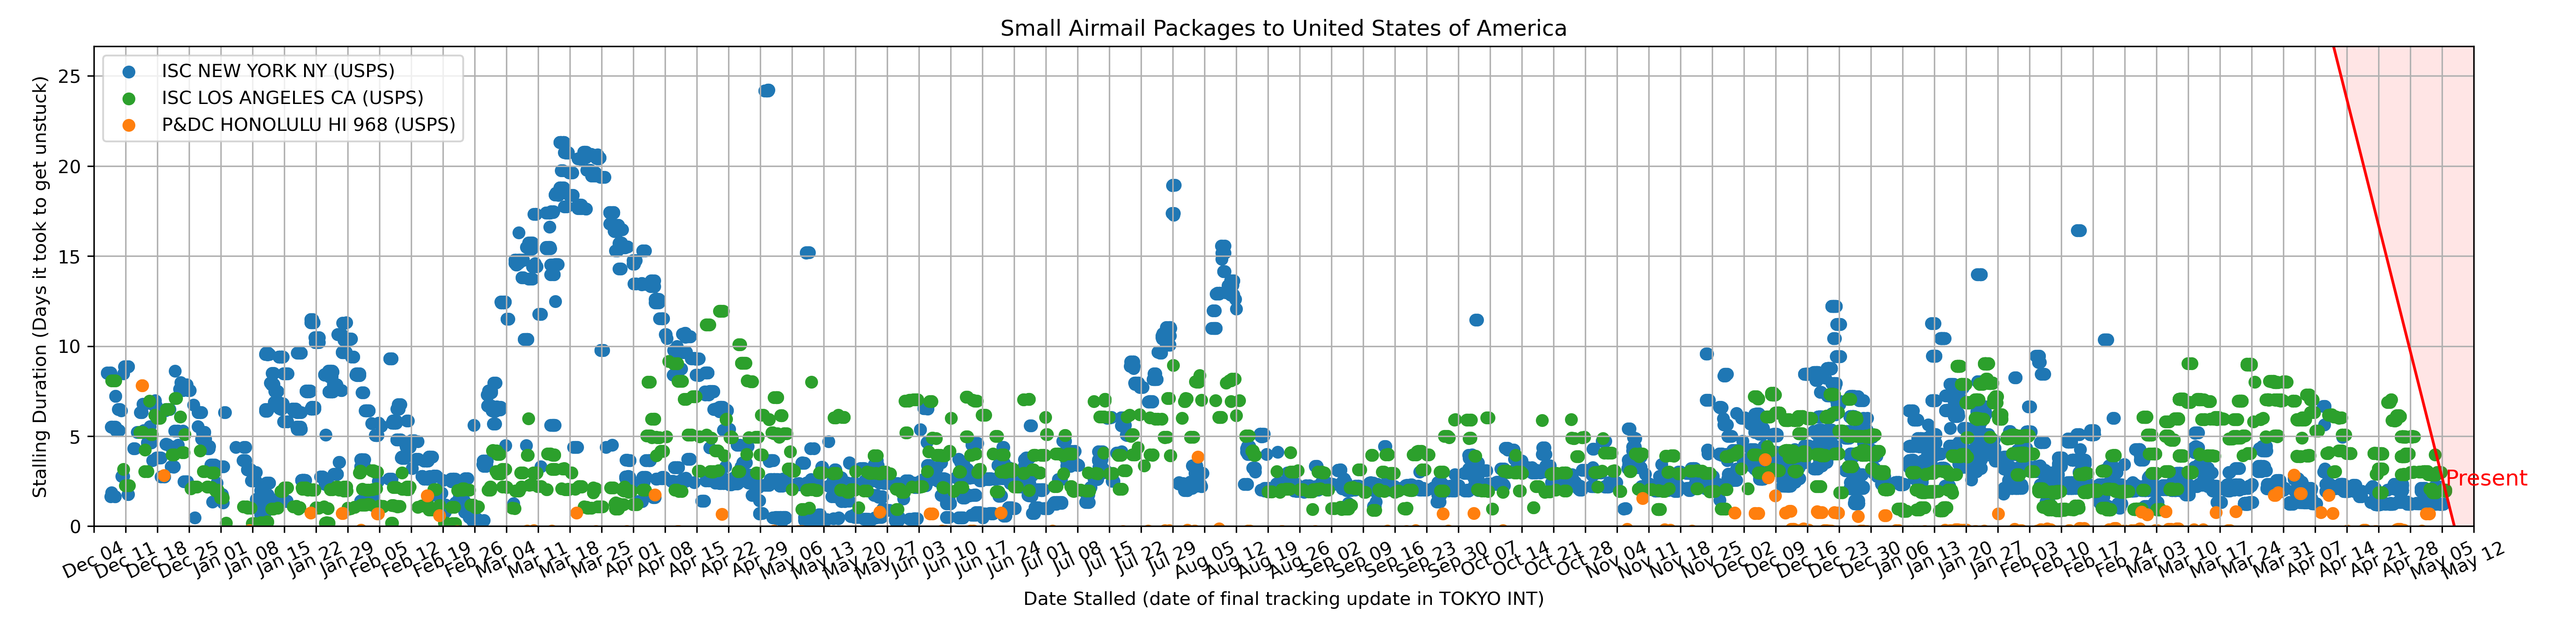 Small Airmail Packages to United States of America
ISC NEW YORK NY (USPS)
ISC LOS ANGELES CA (USPS)
P&DC HONOLULU HI 968 (USPS)
Stalling Duration (Days it took to get unstuck)
25
20
15
10
5
0
Present
Dec 04
Dec 11
Dec 18
Dec 25
Jan 01
Jan 08
Jan 15
Jan 22
Jan 29
Feb 05
Feb 12
Feb 19
Feb 26
Mar 04
Mar 11
Mar 18
Mar 25
Apr 01
Apr 08
Apr 15
Apr 22
Apr 29
May 06
May 13
May 20
May 27
Jun 03
Jun 10
Jun 17
Jun 24
Jul 01
Jul 08
Jul 15
Jul 22
Jul 29
Aug 05
Aug 12
Aug 19
Aug 26
Sep 02
Sep 09
Sep 16
Sep 23
Sep 30
Oct 07
Oct 14
Oct 21
Oct 28
Nov 04
Nov 11
Nov 18
Nov 25
Dec 02
Dec 09
Dec 16
Dec 23
Dec 30
Jan 06
Jan 13
Jan 20
Jan 27
Feb 03
Feb 10
Feb 17
Feb 24
Mar 03
Mar 10
Mar 17
Mar 24
Mar 31
Apr 07
Apr 14
Apr 21
Apr 28
May 05
May 12
Date Stalled (date of final tracking update in TOKYO INT)